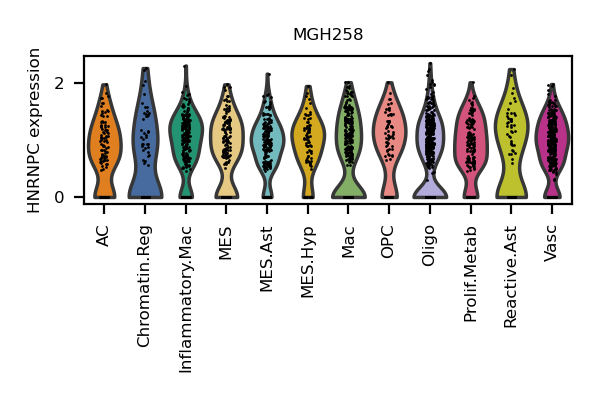 MGH258
HNRNPC expression
2
0
AC
Chromatin.Reg
Inflammatory.Mac
MES
MES.Ast
MES.Hyp
Mac
OPC
Oligo
Prolif.Metab
Reactive.Ast
Vasc